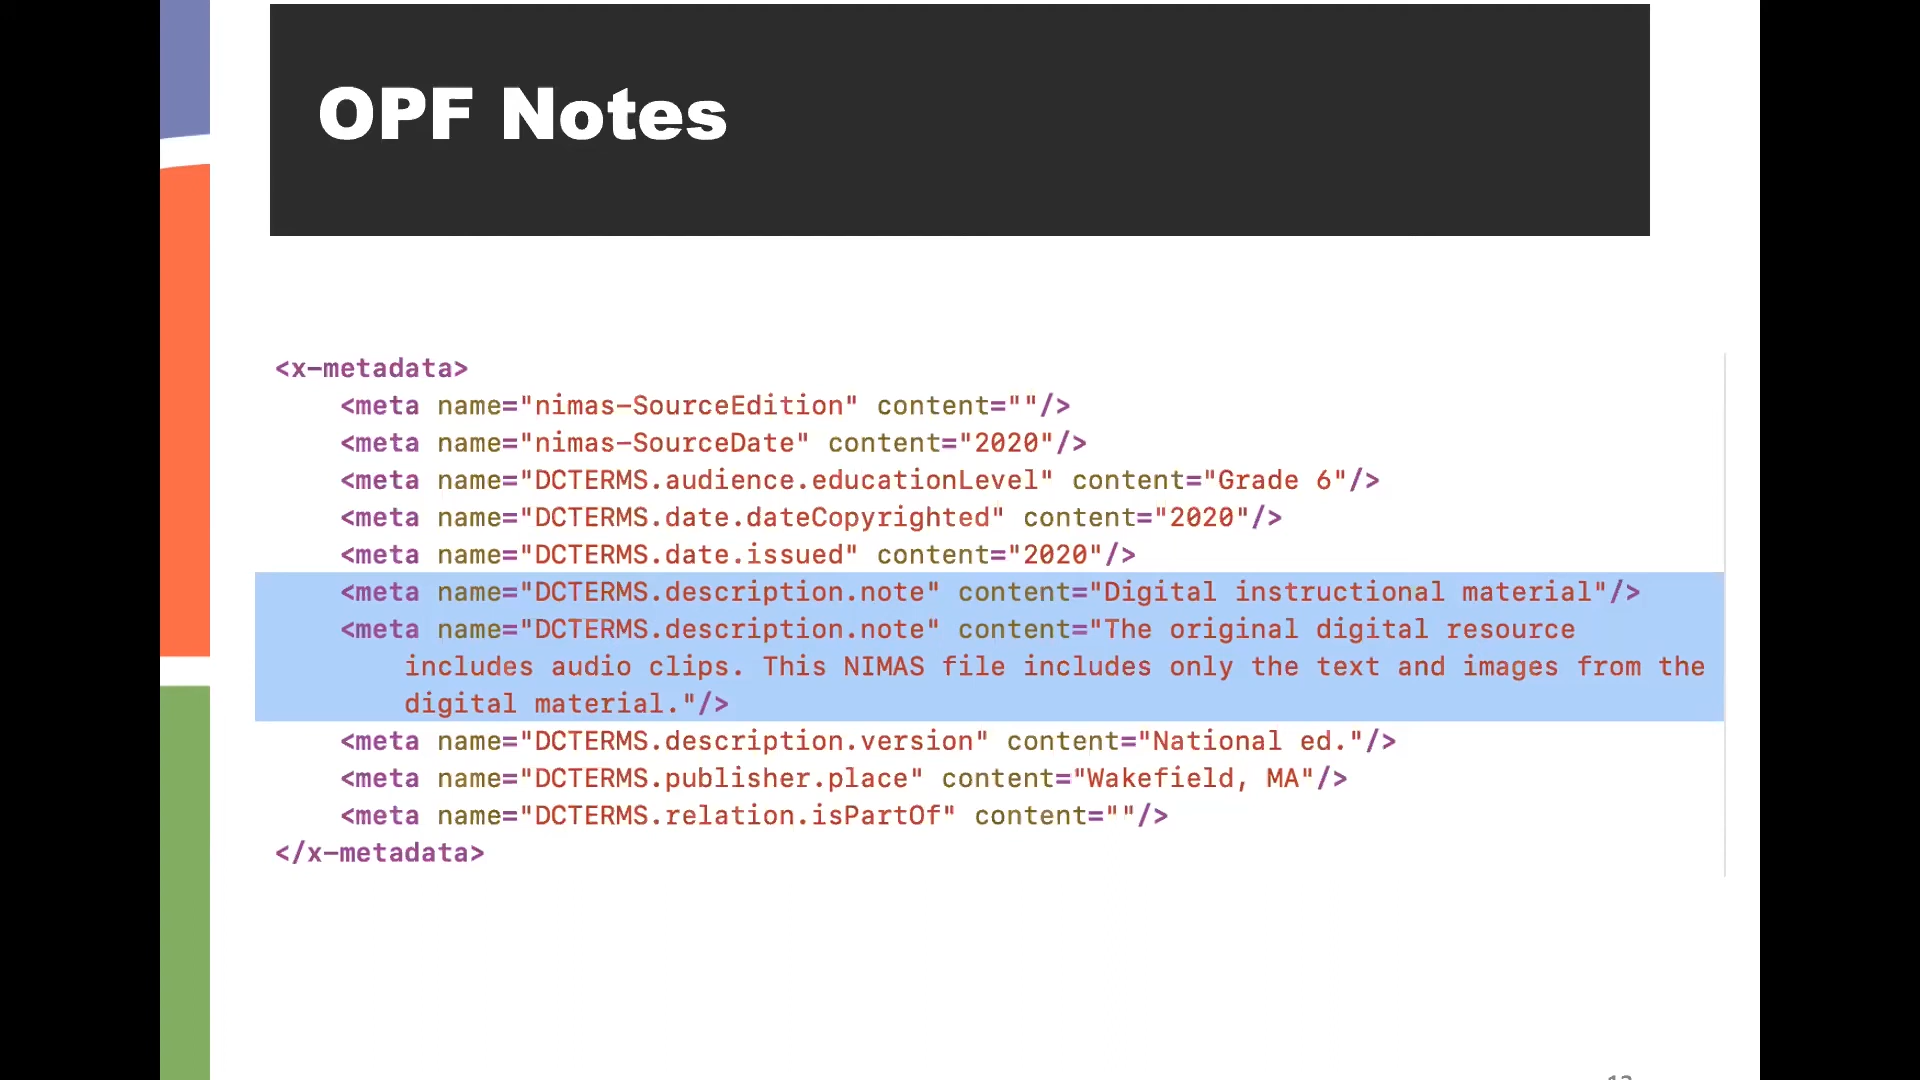 OPF Notes
<x-metadata>
<meta name="nimas-SourceEdition" content=""/>
<meta name="nimas-SourceDate" content="2020"/>
<meta name="DCTERMS.audience.educationLevel" content="Grade 6"/>
<meta name="DCTERMS.date.dateCopyrighted" content="2020"/>
<meta name="DCTERMS.date.issued" content="2020"/>
<meta name="DCTERMS.description.note" content="Digital instructional material"/>
<meta name="DCTERMS.description.note" content="The original digital resource
includes audio clips. This NIMAS file includes only the text and images from the
digital material."/>
<meta name="DCTERMS.description.version" content="National ed."/>
<meta name="DCTERMS.publisher.place" content="Wakefield, MA"/>
<meta name="DCTERMS.relation.isPartOf" content=""/>
</x-metadata>